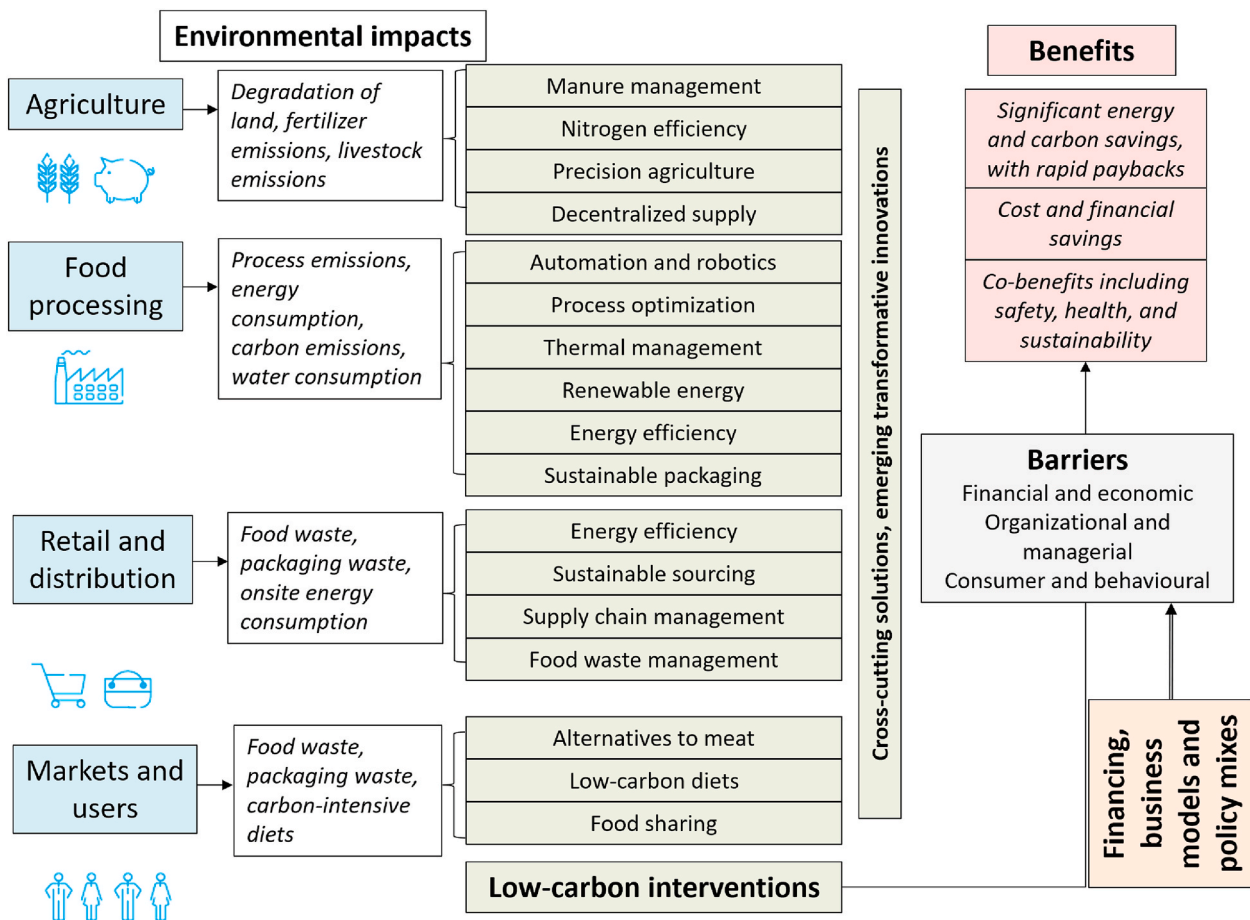 Environmental impacts
Agriculture
Degradation of
land, fertilizer
emissions, livestock
emissions
Manure management
Nitrogen efficiency
Precision agriculture
Decentralized supply
Food
processing
Process emissions,
energy
consumption,
carbon emissions,
water consumption
Automation and robotics
Process optimization
Thermal management
Renewable energy
Energy efficiency
Sustainable packaging
Retail and
distribution
Food waste,
packaging waste,
onsite energy
consumption
Energy efficiency
Sustainable sourcing
Supply chain management
Food waste management
Markets and
users
Food waste,
packaging waste,
carbon-intensive
diets
Alternatives to meat
Low-carbon diets
Food sharing
Low-carbon interventions
Cross-cutting solutions, emerging transformative innovations
Benefits
Significant energy
and carbon savings,
with rapid paybacks
Cost and financial
savings
Co-benefits including
safety, health, and
sustainability
Barriers
Financial and economic
Organizational and
managerial
Consumer and behavioural
Financing,
business
models and
policy mixes